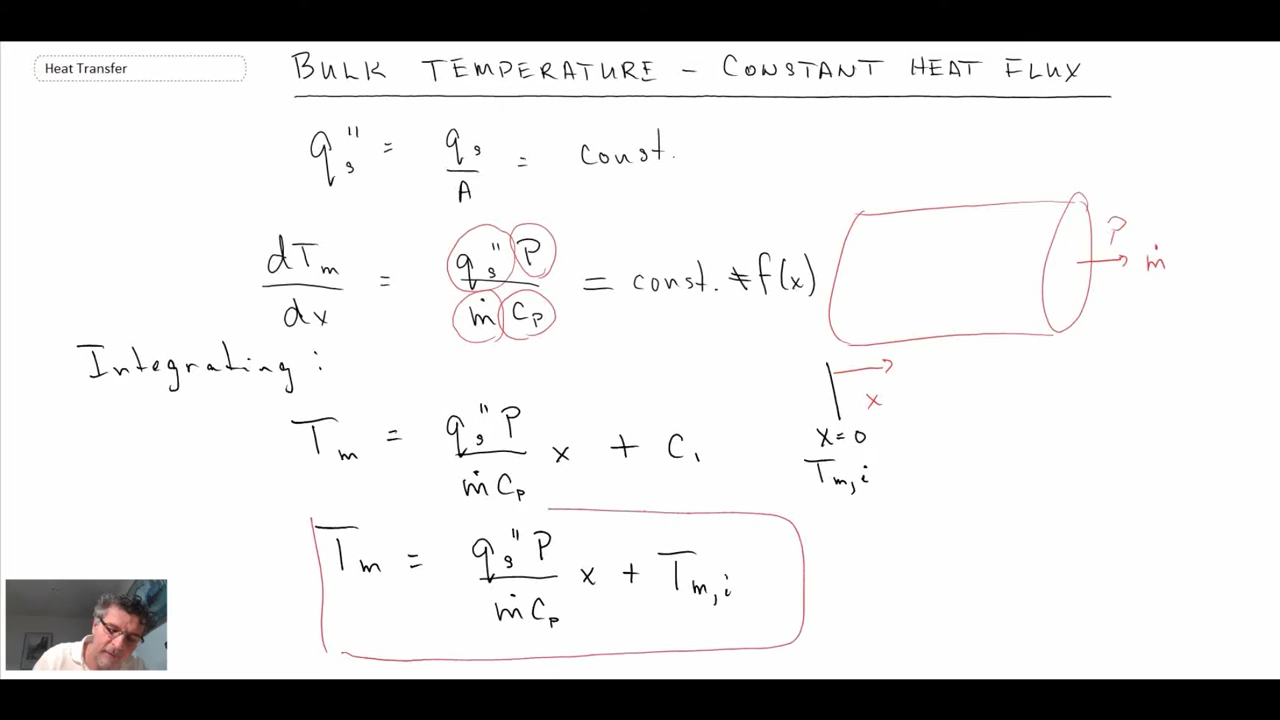 Heat Transfer
BULK TEMPERATURE - CONSTANT HEAT FLUX
q''ₛ = qₛ / A = const.
dTₘ / dx = q''ₛ P / ṁ Cₚ = const. ≠ f(x)
P
ṁ
Integrating:
x
Tₘ = q''ₛ P / ṁ Cₚ x + C₁
x = 0
Tₘ,ᵢ
Tₘ = q''ₛ P / ṁ Cₚ x + Tₘ,ᵢ